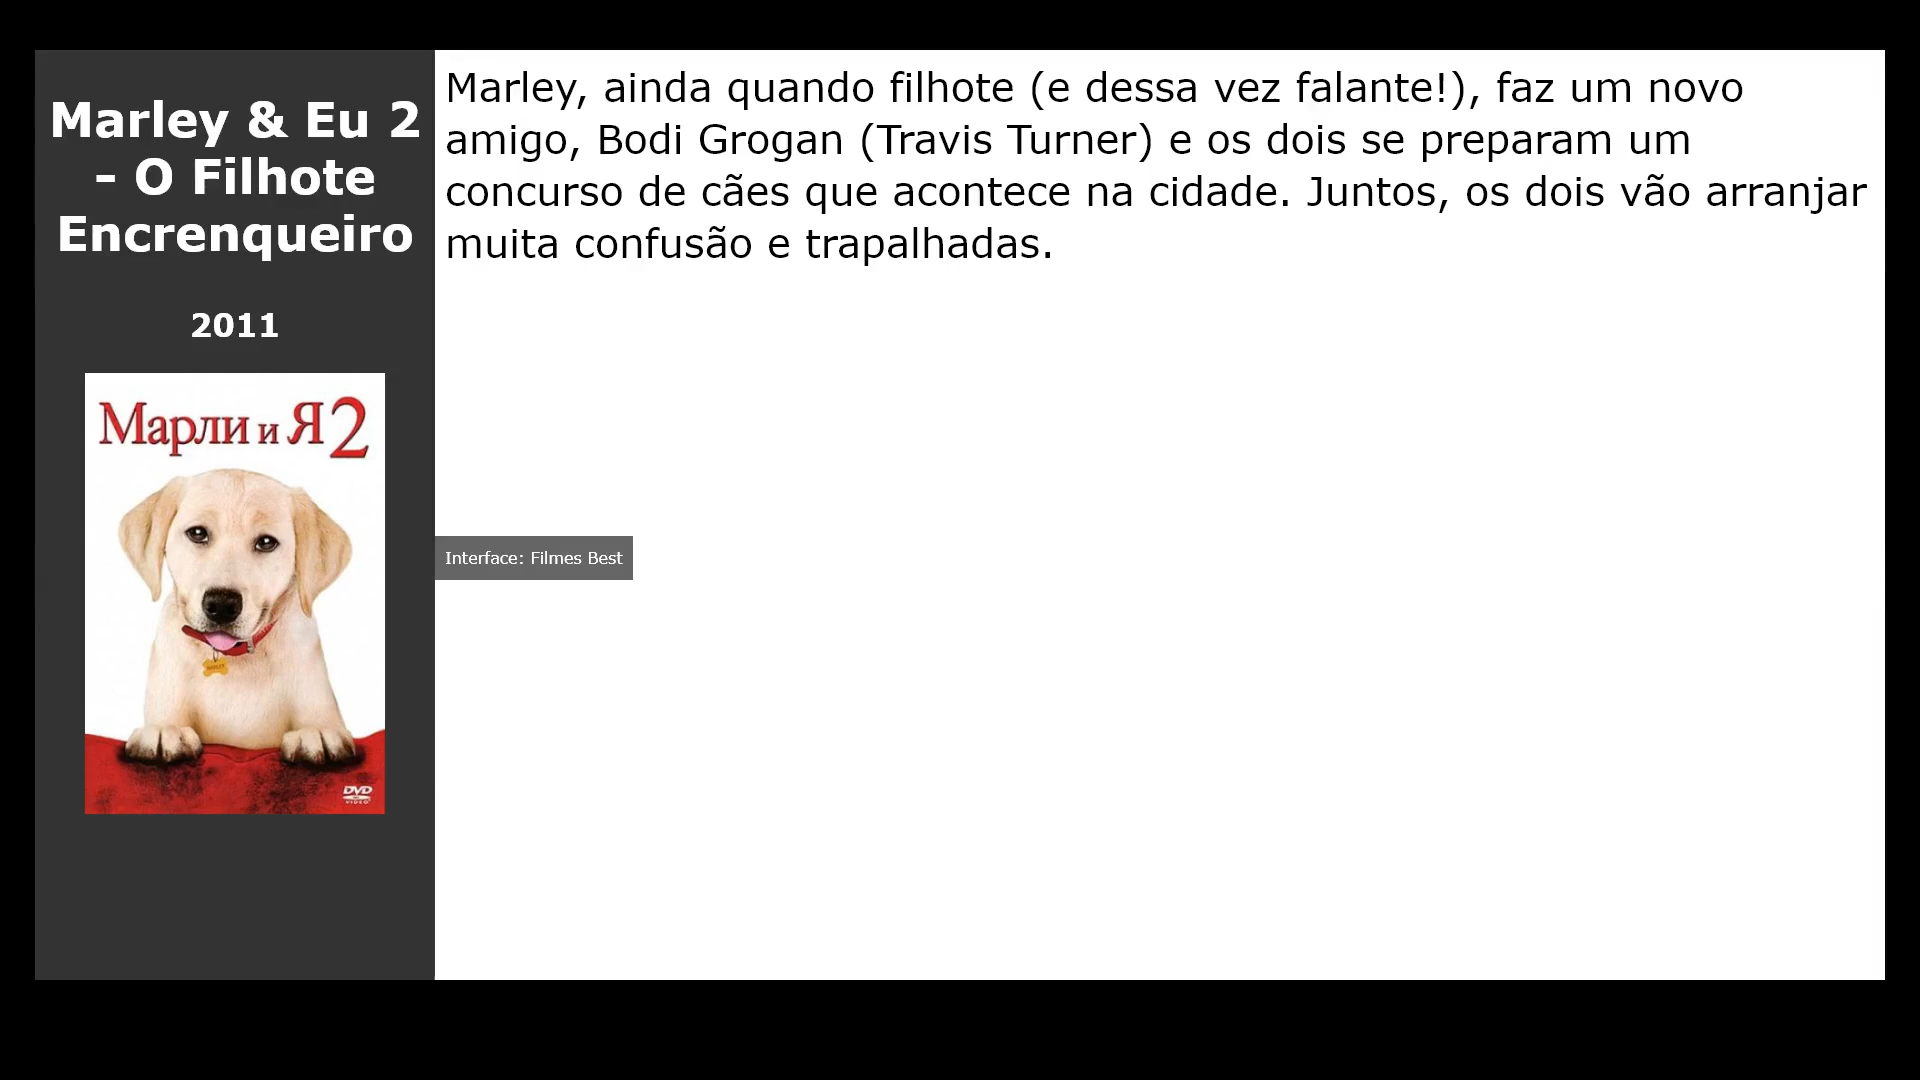 Marley & Eu 2
- O Filhote
Encrenqueiro
2011
Марли и Я 2
DVD
VIDEO
Marley, ainda quando filhote (e dessa vez falante!), faz um novo
amigo, Bodi Grogan (Travis Turner) e os dois se preparam um
concurso de cães que acontece na cidade. Juntos, os dois vão arranjar
muita confusão e trapalhadas.
Interface: Filmes Best